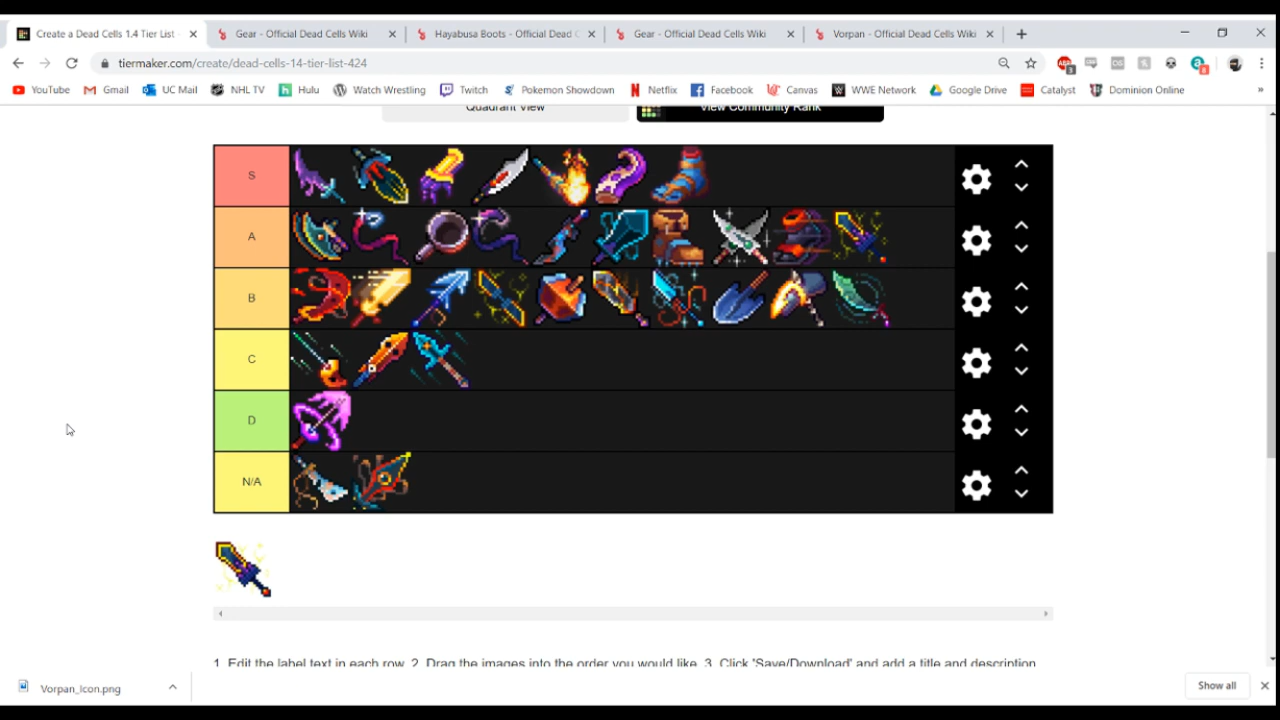 Create a Dead Cells 1.4 Tier List
Gear - Official Dead Cells Wiki
Hayabusa Boots - Official Dead C
Gear - Official Dead Cells Wiki
Vorpan - Official Dead Cells Wiki
tiermaker.com/create/dead-cells-14-tier-list-424
YouTube
Gmail
UC Mail
NHL TV
Hulu
Watch Wrestling
Twitch
Pokemon Showdown
Netflix
Facebook
Canvas
WWE Network
Google Drive
Catalyst
Dominion Online
Quadrant View
View Community Rank
S
A
B
C
D
N/A
1. Edit the label text in each row. 2. Drag the images into the order you would like. 3. Click 'Save/Download' and add a title and description.
Vorpan_Icon.png
Show all